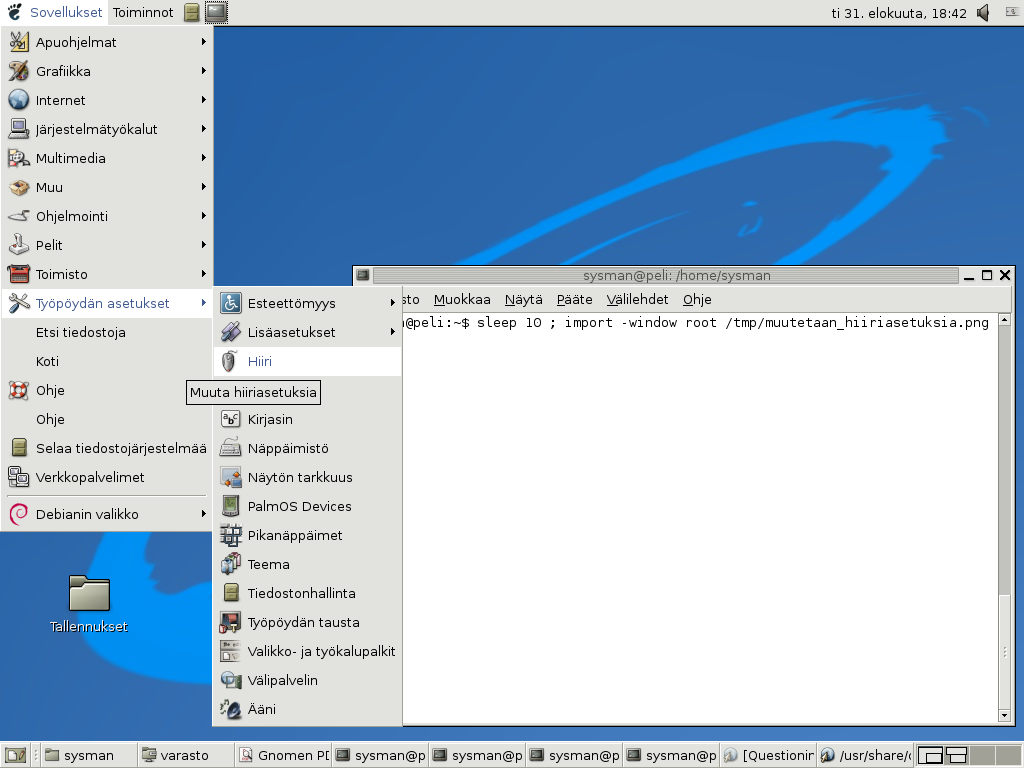 Sovellukset Toiminnot ti 31. elokuuta, 18:42
Apuohjelmat
Grafiikka
Internet
Järjestelmätyökalut
Multimedia
Muu
Ohjelmointi
Pelit
Toimisto
Työpöydän asetukset
Etsi tiedostoja
Koti
Ohje
Ohje
Selaa tiedostojärjestelmää
Verkkopalvelimet
Debianin valikko
Esteettömyys
Lisäasetukset
Hiiri
Muuta hiiriasetuksia
Kirjasin
Näppäimistö
Näytön tarkkuus
PalmOS Devices
Pikanäppäimet
Teema
Tiedostonhallinta
Työpöydän tausta
Valikko- ja työkalupalkit
Välipalvelin
Ääni
sysman@peli: /home/sysman
sto Muokkaa Näytä Pääte Välilehdet Ohje
@peli:~$ sleep 10 ; import -window root /tmp/muutetaan_hiiriasetuksia.png
Tallennukset
sysman varasto Gnomen PD sysman@p sysman@p sysman@p sysman@p [Questionin /usr/share/